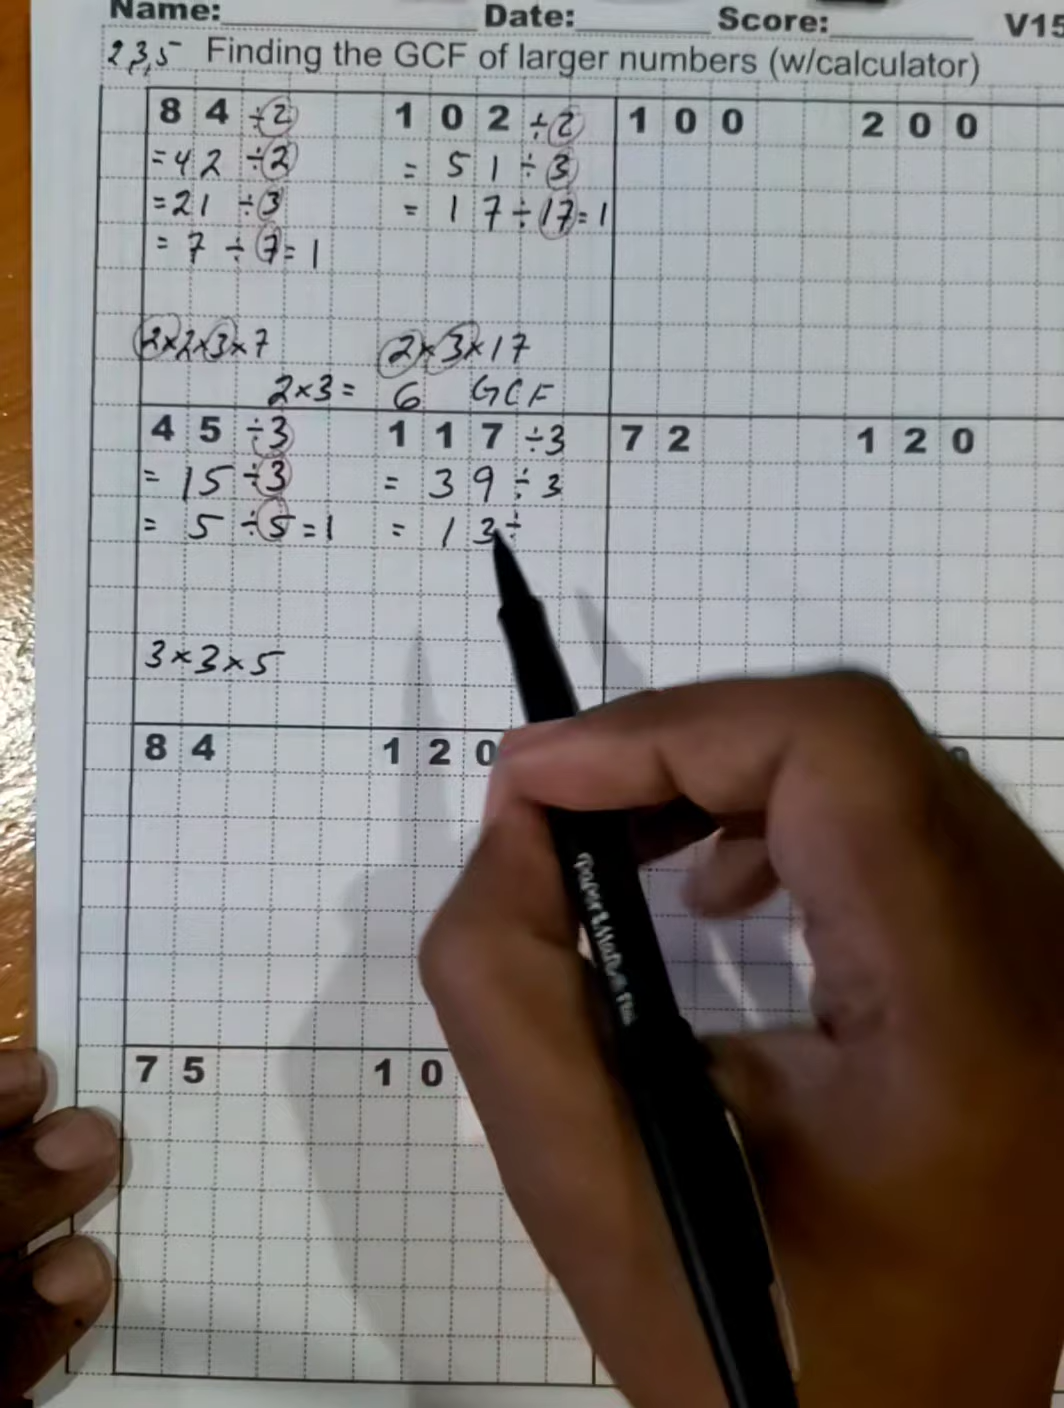 Name: Date: Score: V15
2,3,5 Finding the GCF of larger numbers (w/calculator)
84 ÷2 102 ÷2 100 200
=42 ÷2 = 51 ÷3
=21 ÷3 = 17÷17=1
= 7 ÷7=1
2×2×3×7 2×3×17
2×3= 6 GCF
45 ÷3 117 ÷3 72 120
= 15÷3 = 39÷3
= 5 ÷5=1 = 13÷
3×3×5
84 120
75 10
Paper Mate